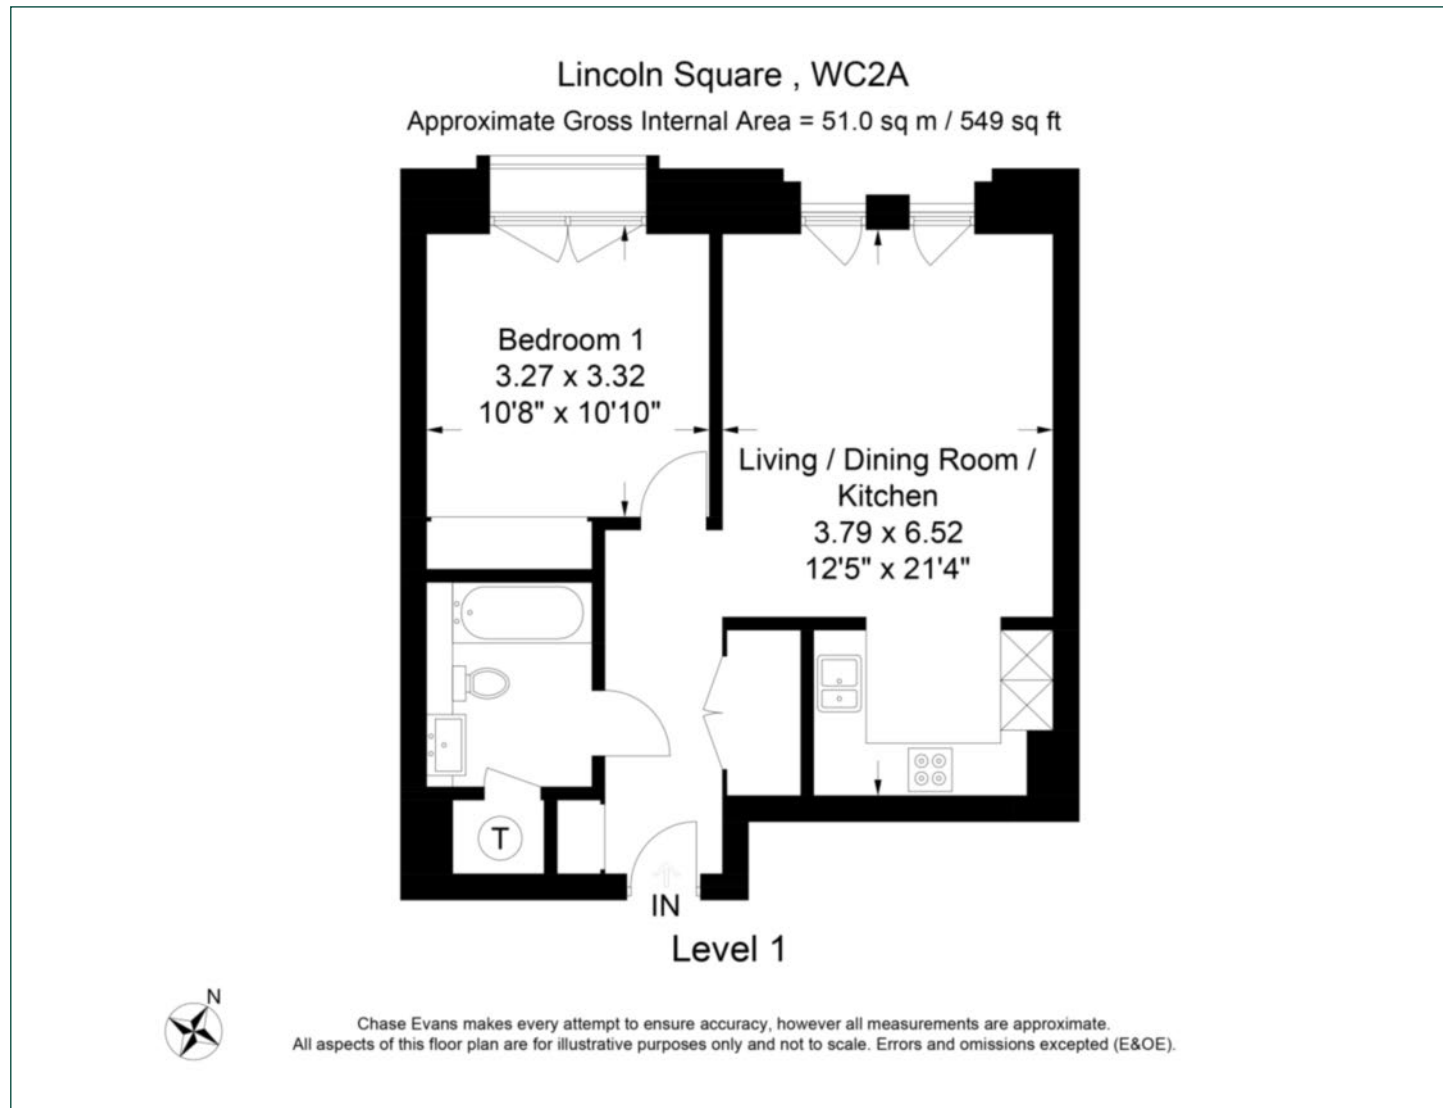 Lincoln Square , WC2A
Approximate Gross Internal Area = 51.0 sq m / 549 sq ft
Bedroom 1
3.27 x 3.32
10'8" x 10'10"
Living / Dining Room /
Kitchen
3.79 x 6.52
12'5" x 21'4"
T
IN
Level 1
N
Chase Evans makes every attempt to ensure accuracy, however all measurements are approximate.
All aspects of this floor plan are for illustrative purposes only and not to scale. Errors and omissions excepted (E&OE).